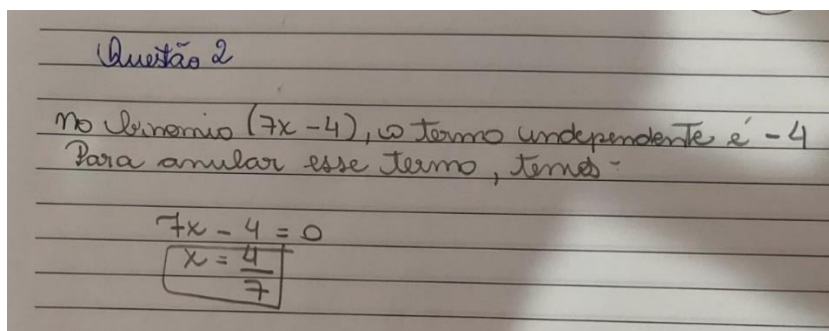 Questão 2
No binomio (7x - 4), o termo independente é - 4
Para anular esse termo, temos:
7x - 4 = 0
x = 4/7